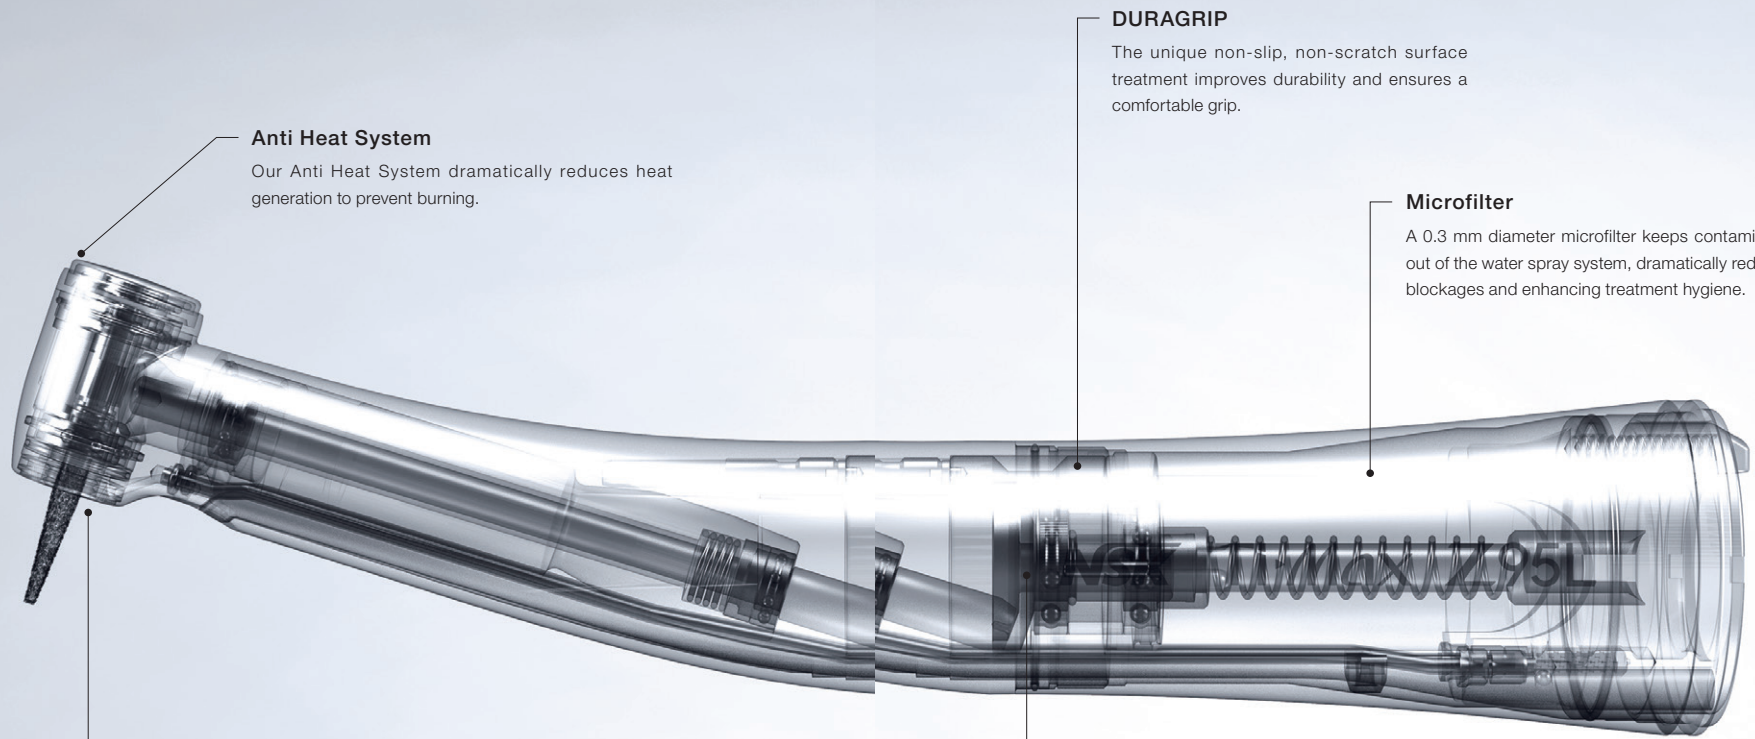 DURAGRIP
The unique non-slip, non-scratch surface
treatment improves durability and ensures a
comfortable grip.
Anti Heat System
Our Anti Heat System dramatically reduces heat
generation to prevent burning.
Microfilter
A 0.3 mm diameter microfilter keeps contami
out of the water spray system, dramatically red
blockages and enhancing treatment hygiene.
NSK Ti-Max Z95L